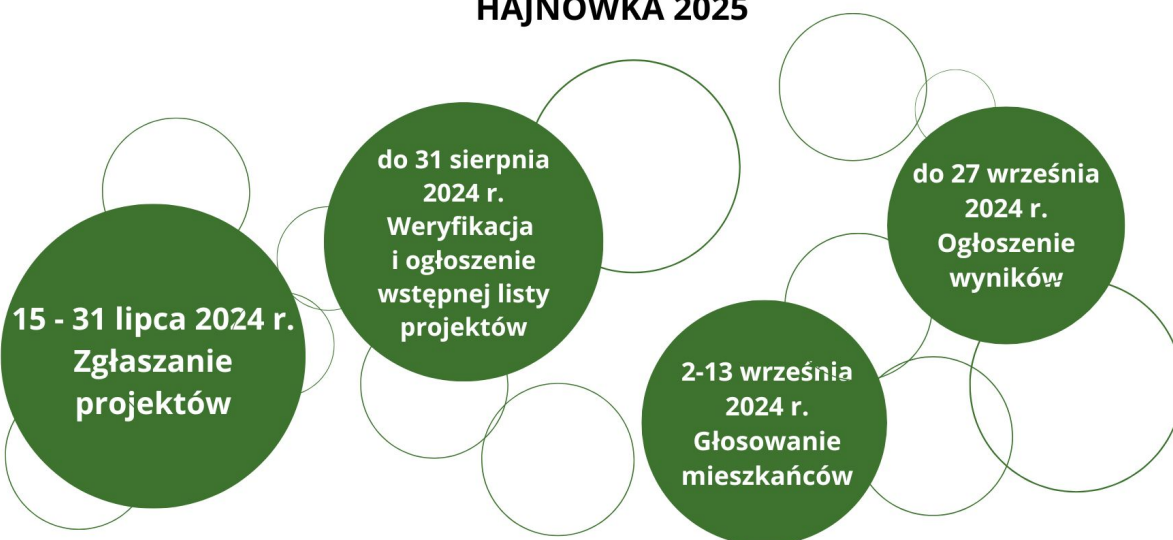 HAJNÓWKA 2025
15 - 31 lipca 2024 r.
Zgłaszanie
projektów
do 31 sierpnia
2024 r.
Weryfikacja
i ogłoszenie
wstępnej listy
projektów
2-13 września
2024 r.
Głosowanie
mieszkańców
do 27 września
2024 r.
Ogłoszenie
wyników